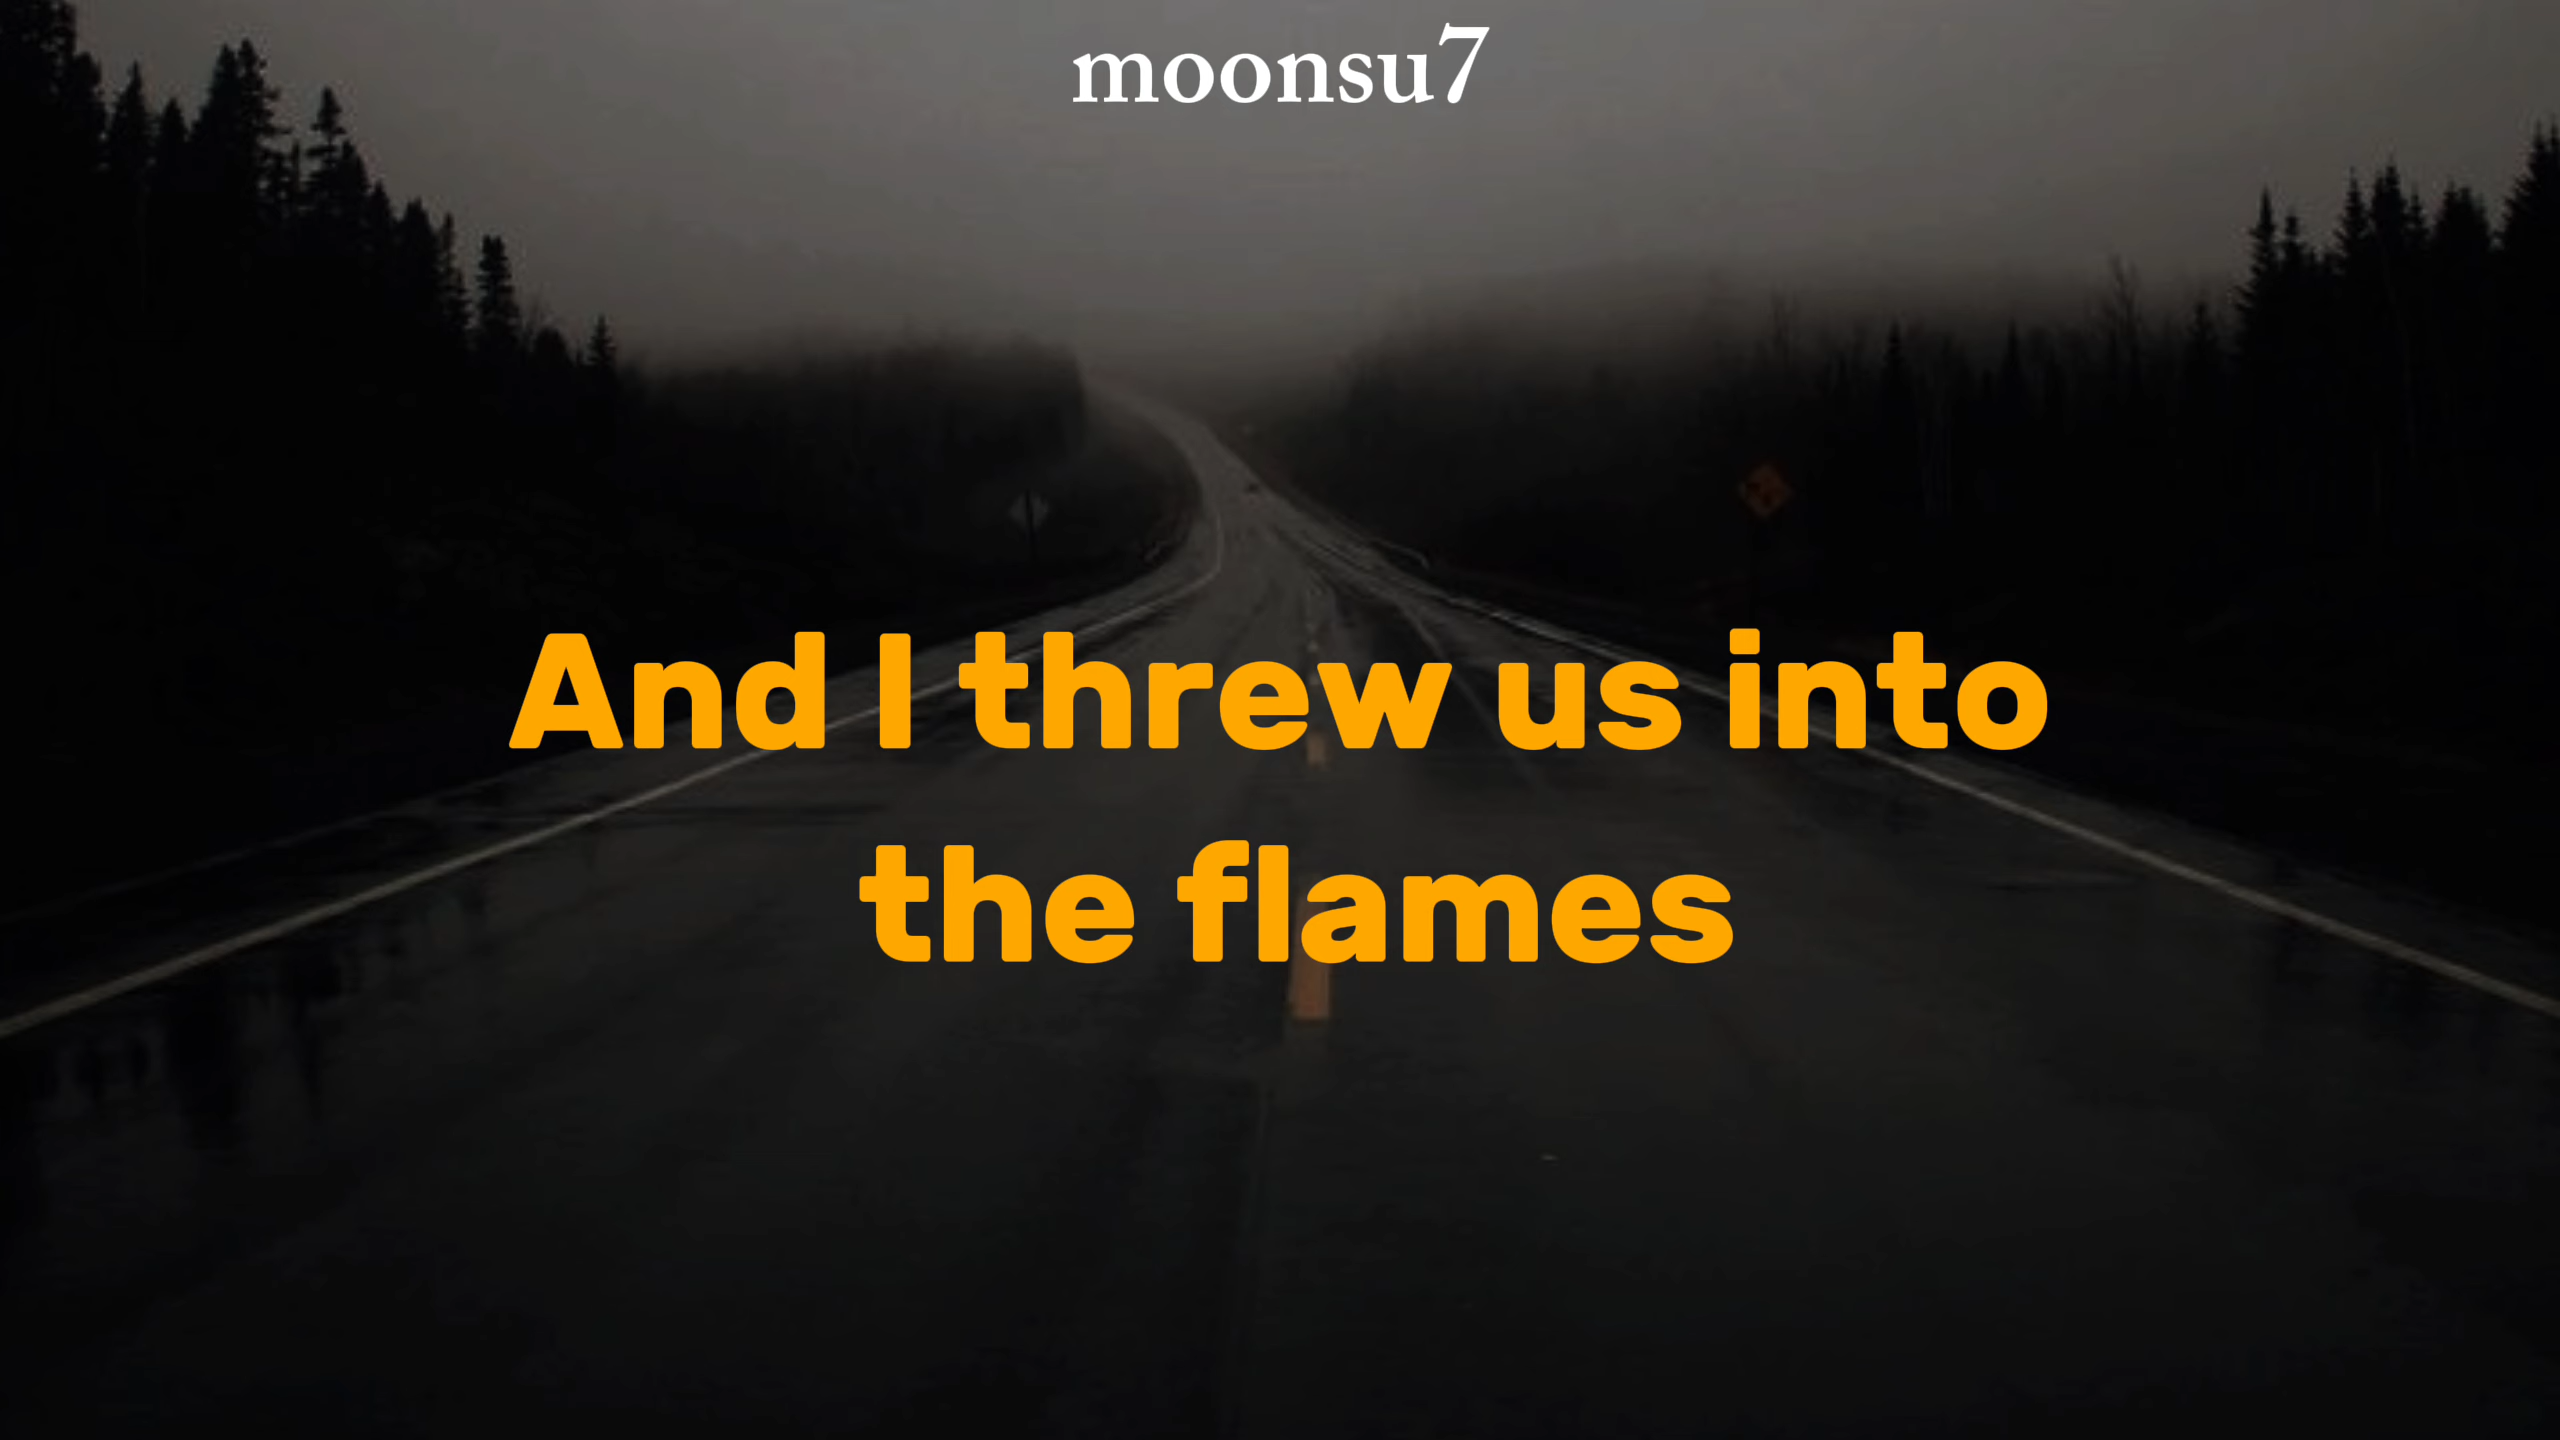 moonsu7
And I threw us into
the flames